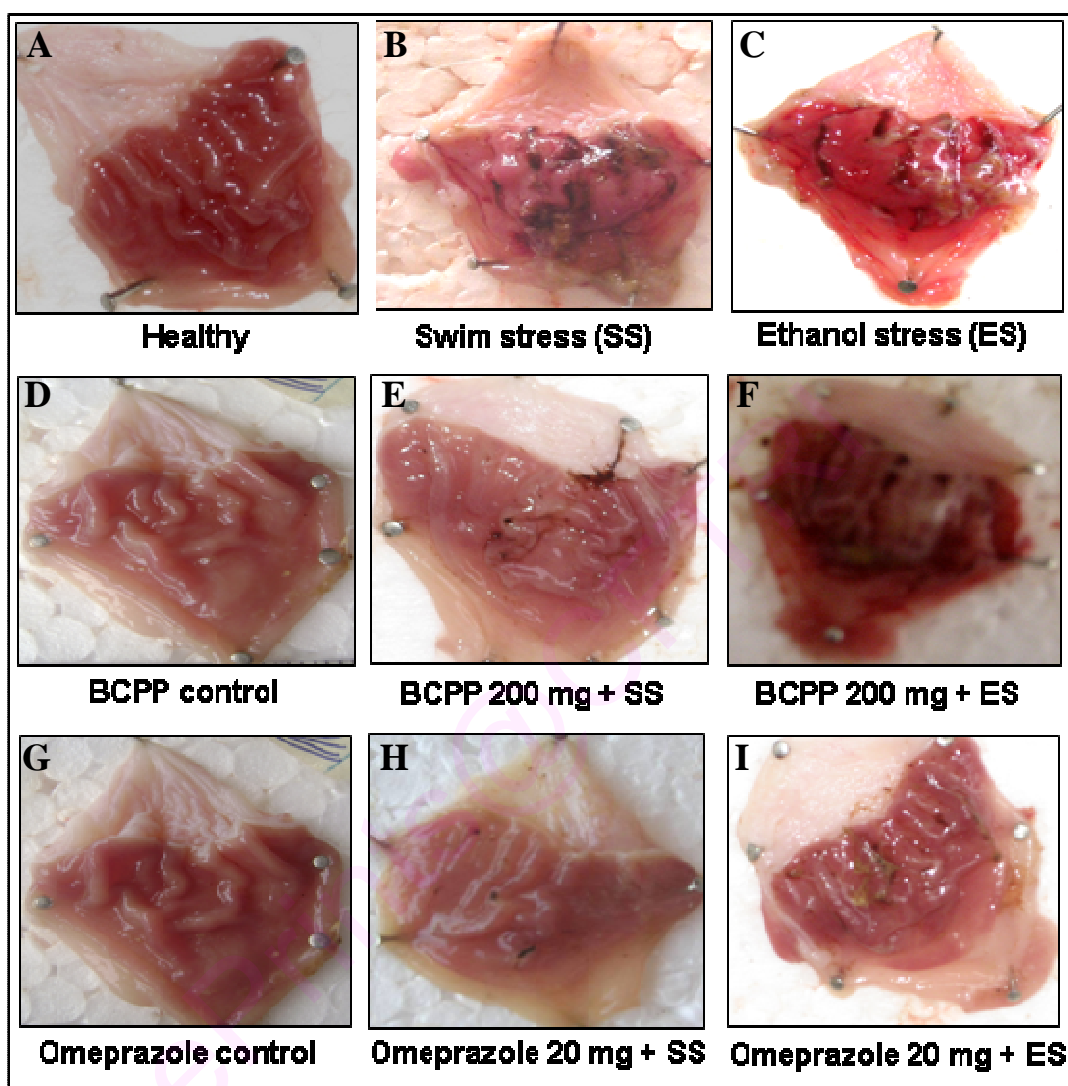 A
B
C
Healthy
Swim stress (SS)
Ethanol stress (ES)
D
E
F
BCPP control
BCPP 200 mg + SS
BCPP 200 mg + ES
G
H
I
Omeprazole control
Omeprazole 20 mg + SS
Omeprazole 20 mg + ES